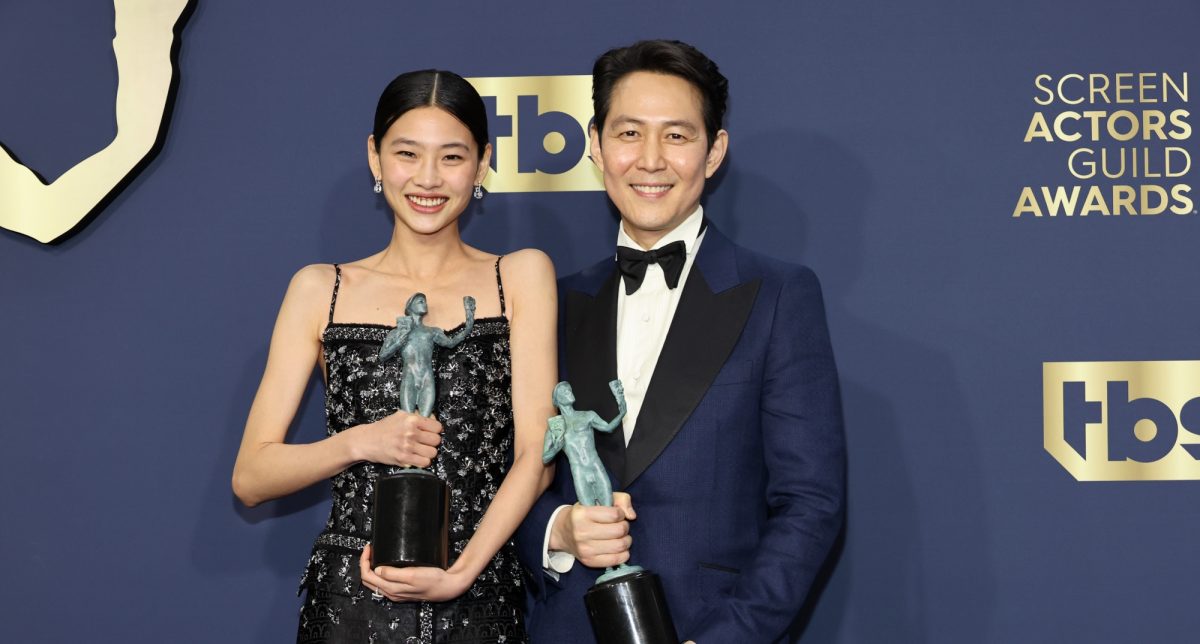 tbs
SCREEN
ACTORS
GUILD
AWARDS
tbs